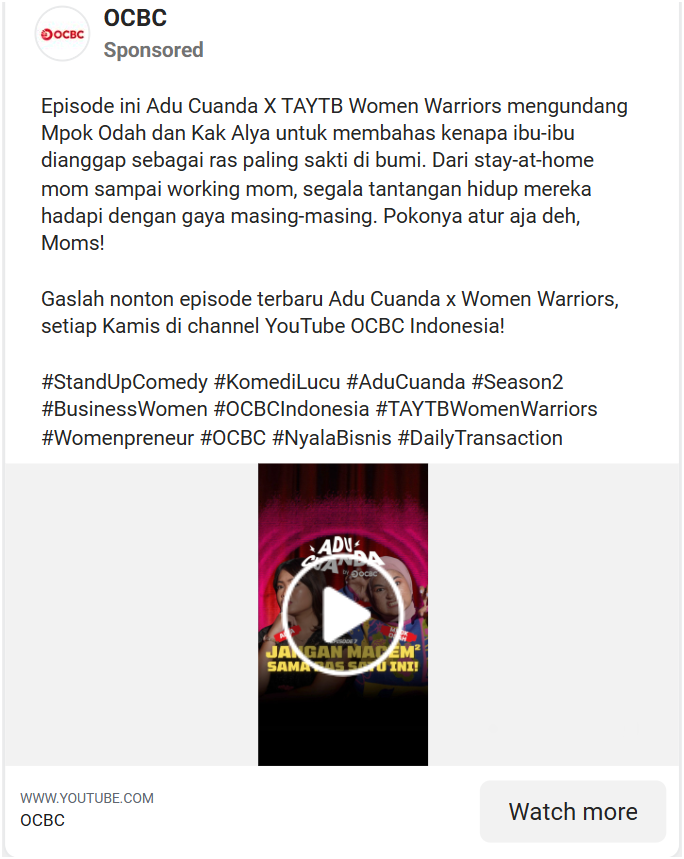 OCBC
OCBC
Sponsored
Episode ini Adu Cuanda X TAYTB Women Warriors mengundang
Mpok Odah dan Kak Alya untuk membahas kenapa ibu-ibu
dianggap sebagai ras paling sakti di bumi. Dari stay-at-home
mom sampai working mom, segala tantangan hidup mereka
hadapi dengan gaya masing-masing. Pokonya atur aja deh,
Moms!
Gaslah nonton episode terbaru Adu Cuanda x Women Warriors,
setiap Kamis di channel YouTube OCBC Indonesia!
#StandUpComedy #KomediLucu #AduCuanda #Season2
#BusinessWomen #OCBCIndonesia #TAYTBWomenWarriors
#Womenpreneur #OCBC #NyalaBisnis #DailyTransaction
ADU
CUANDA
by OCBC
EPISODE 7
JANGAN MACEM²
SAMA RAS SATU INI!
WWW.YOUTUBE.COM
OCBC
Watch more